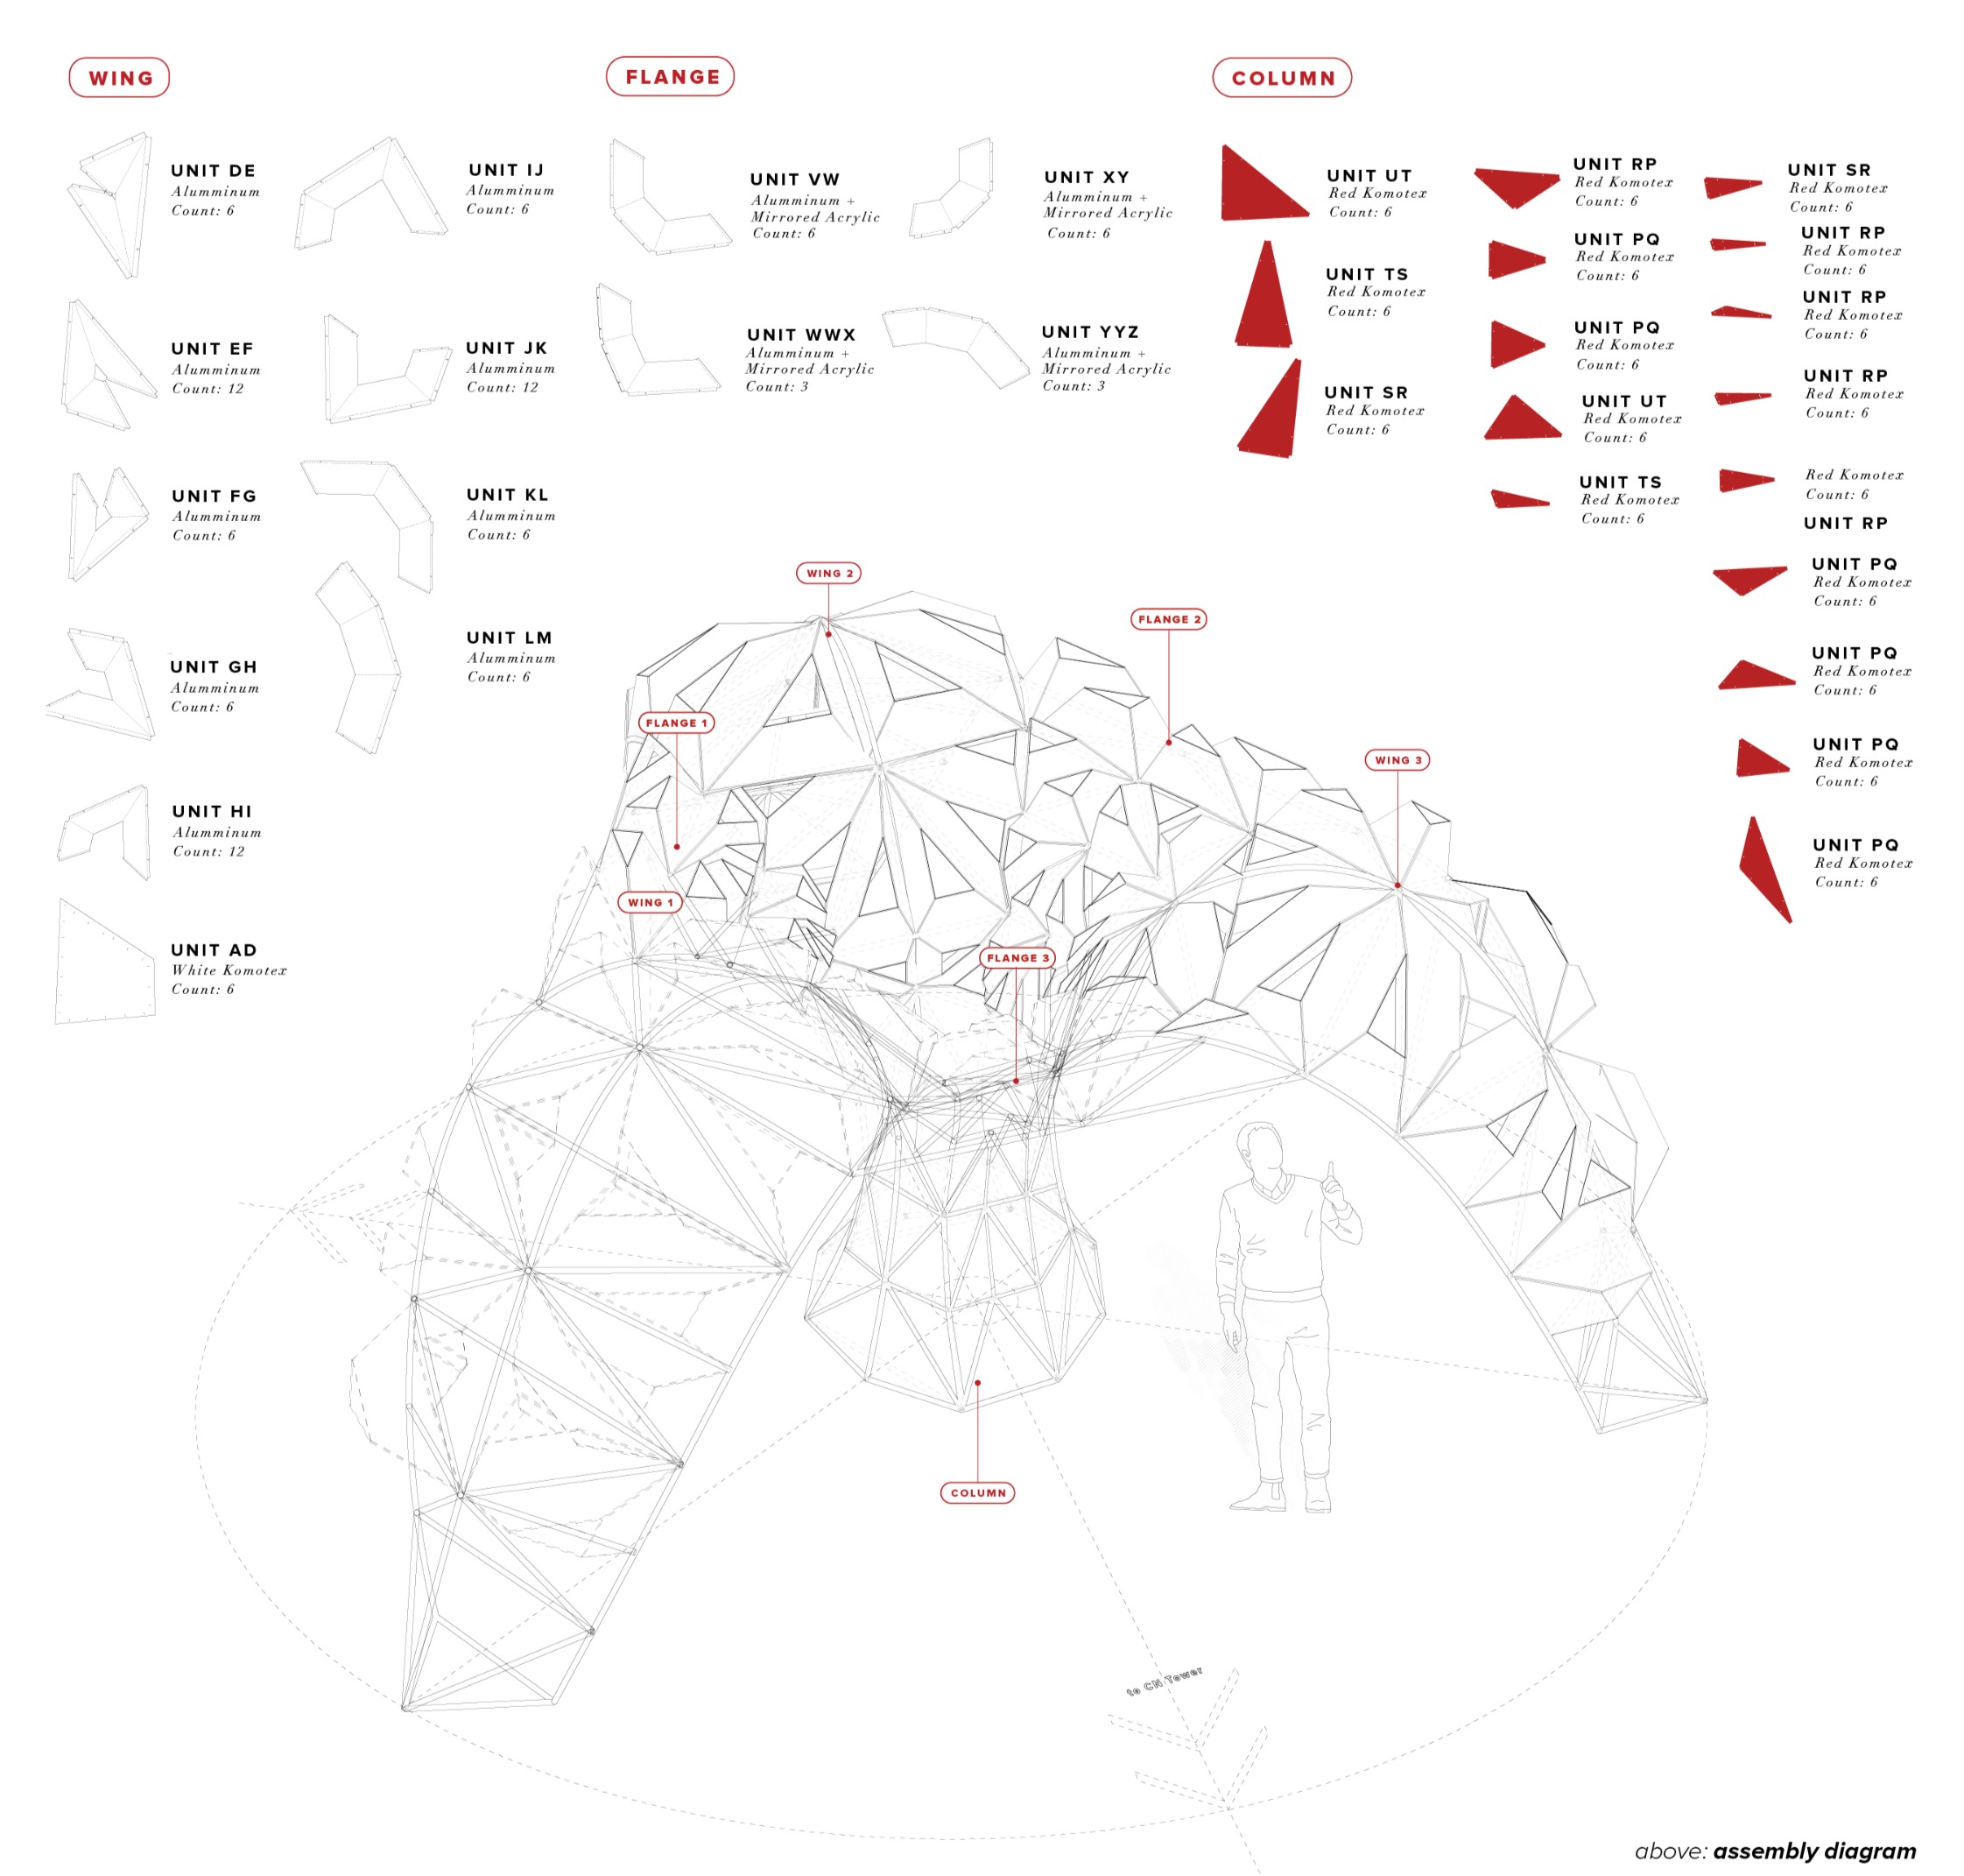 WING
UNIT DE
Alumminum
Count: 6
UNIT EF
Alumminum
Count: 12
UNIT FG
Alumminum
Count: 6
UNIT GH
Alumminum
Count: 6
UNIT HI
Alumminum
Count: 12
UNIT AD
White Komotex
Count: 6
UNIT IJ
Alumminum
Count: 6
UNIT JK
Alumminum
Count: 12
UNIT KL
Alumminum
Count: 6
UNIT LM
Alumminum
Count: 6
FLANGE
UNIT VW
Alumminum +
Mirrored Acrylic
Count: 6
UNIT WWX
Alumminum +
Mirrored Acrylic
Count: 3
UNIT XY
Alumminum +
Mirrored Acrylic
Count: 6
UNIT YYZ
Alumminum +
Mirrored Acrylic
Count: 3
COLUMN
UNIT UT
Red Komotex
Count: 6
UNIT TS
Red Komotex
Count: 6
UNIT SR
Red Komotex
Count: 6
UNIT RP
Red Komotex
Count: 6
UNIT PQ
Red Komotex
Count: 6
UNIT PQ
Red Komotex
Count: 6
UNIT UT
Red Komotex
Count: 6
UNIT TS
Red Komotex
Count: 6
UNIT SR
Red Komotex
Count: 6
UNIT RP
Red Komotex
Count: 6
UNIT RP
Red Komotex
Count: 6
UNIT RP
Red Komotex
Count: 6
Red Komotex
Count: 6
UNIT RP
UNIT PQ
Red Komotex
Count: 6
UNIT PQ
Red Komotex
Count: 6
UNIT PQ
Red Komotex
Count: 6
UNIT PQ
Red Komotex
Count: 6
WING 2
FLANGE 2
FLANGE 1
WING 3
WING 1
FLANGE 3
COLUMN
to CN Tower
above: assembly diagram